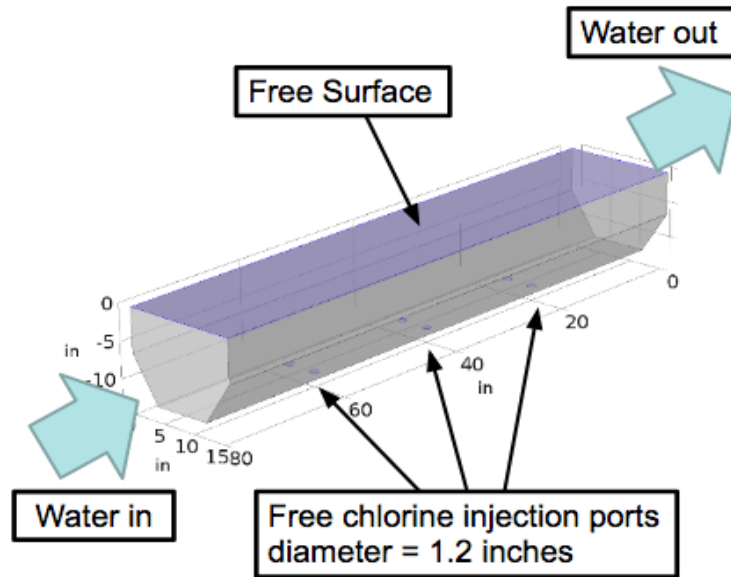 Water out
Free Surface
0
-5
in
-10
0
20
40
in
60
5
10
in
15
80
Water in
Free chlorine injection ports
diameter = 1.2 inches